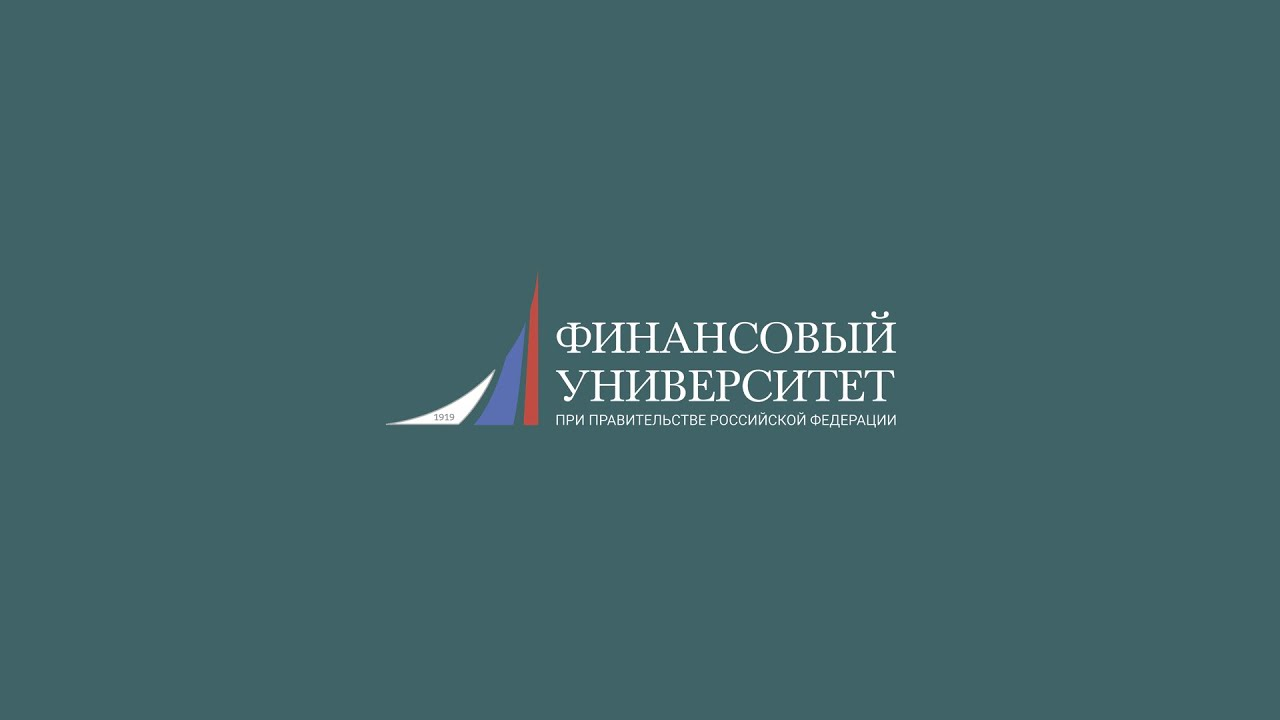 ФИНАНСОВЫЙ
УНИВЕРСИТЕТ
1919
ПРИ ПРАВИТЕЛЬСТВЕ РОССИЙСКОЙ ФЕДЕРАЦИИ